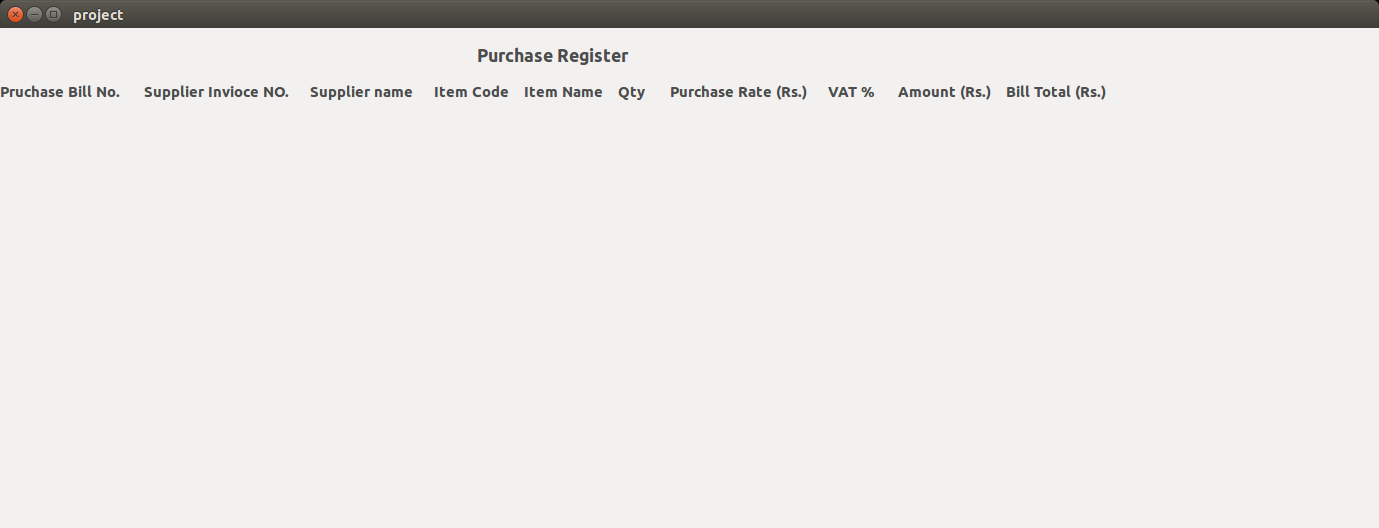 project
Purchase Register
Pruchase Bill No. Supplier Invioce NO. Supplier name Item Code Item Name Qty Purchase Rate (Rs.) VAT % Amount (Rs.) Bill Total (Rs.)